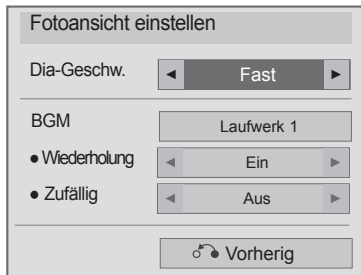 Fotoansicht einstellen
Dia-Geschw. ◄ Fast ►
BGM Laufwerk 1
● Wiederholung ◄ Ein ►
● Zufällig ◄ Aus ►
Vorherig